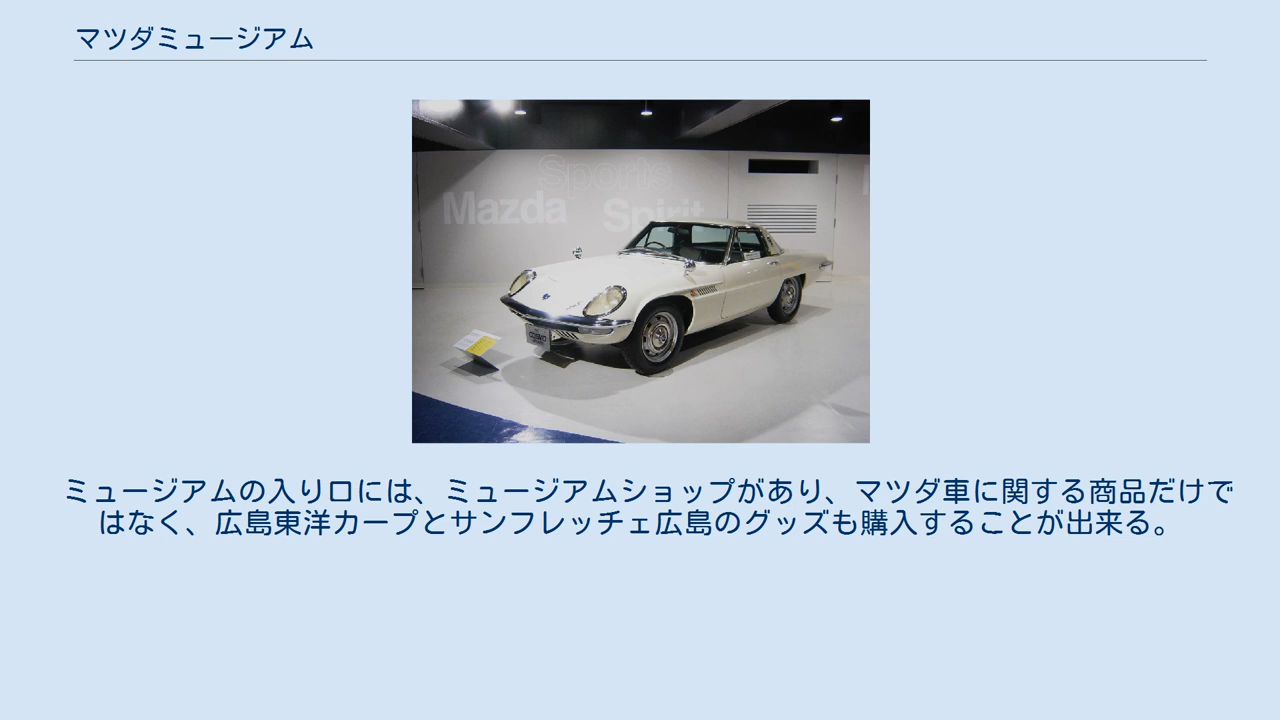 マツダミュージアム
Sports
Mazda Spirit
ミュージアムの入り口には、ミュージアムショップがあり、マツダ車に関する商品だけで
はなく、広島東洋カープとサンフレッチェ広島のグッズも購入することが出来る。